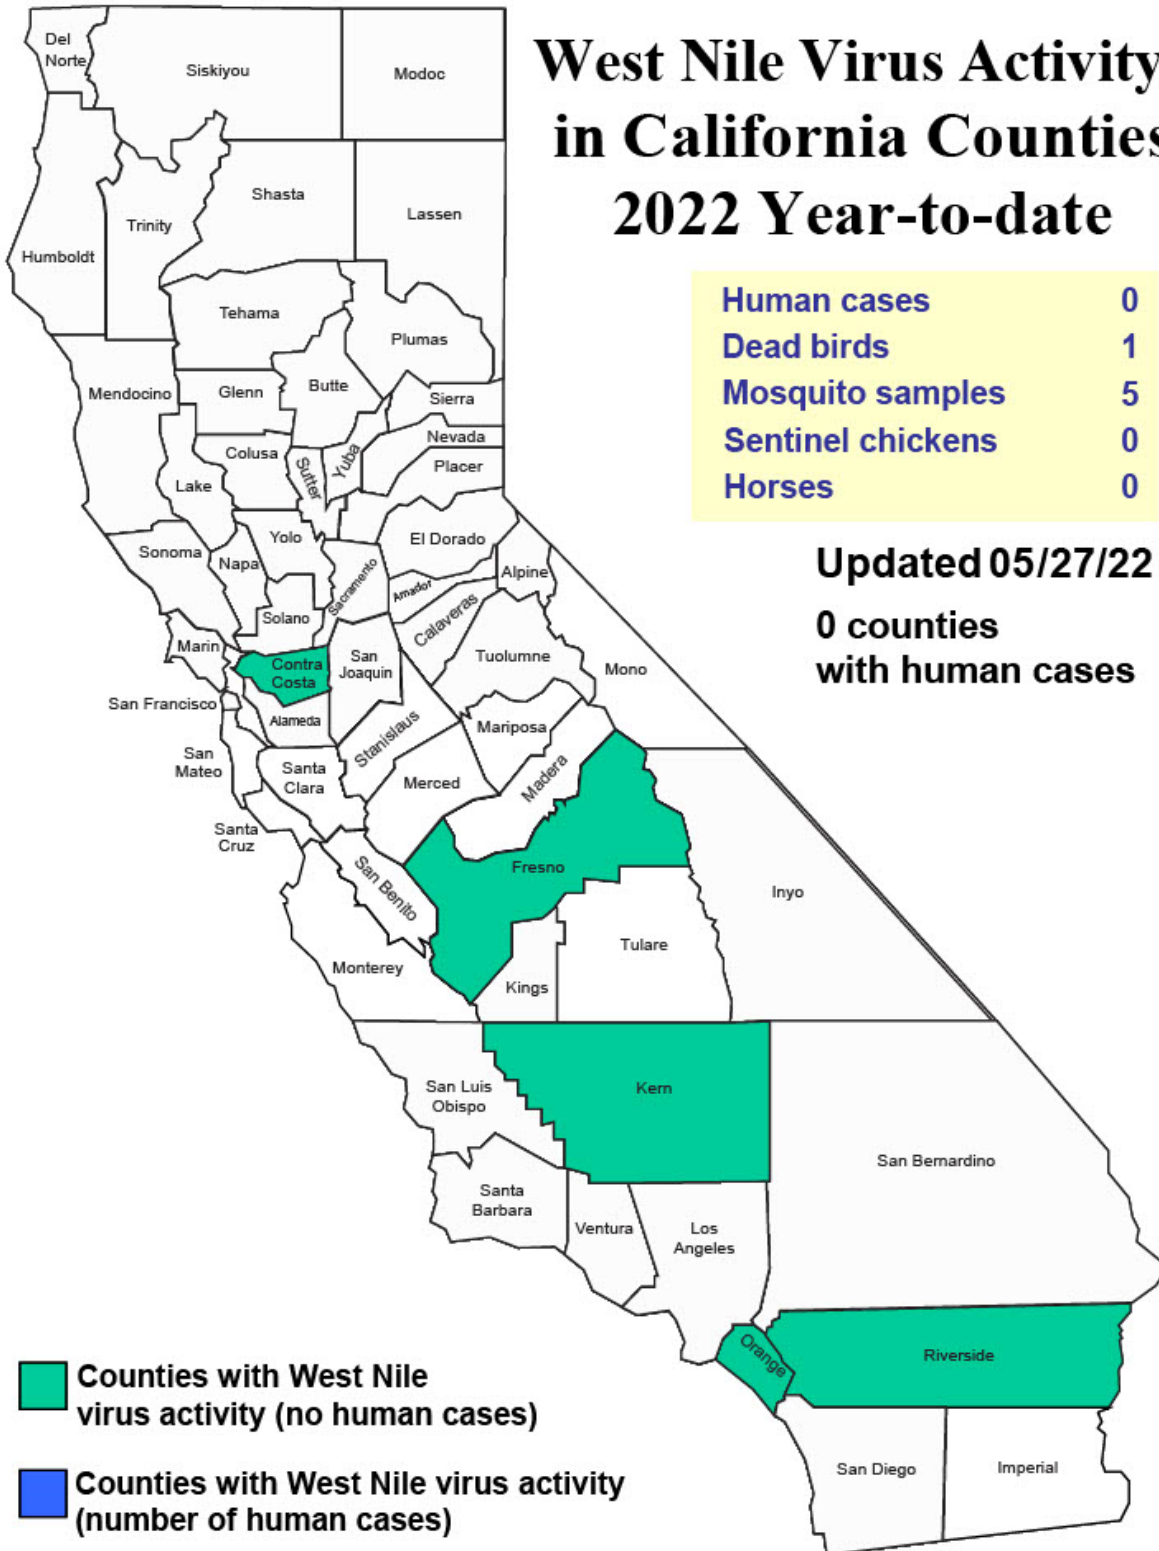 West Nile Virus Activity
in California Counties
2022 Year-to-date
Human cases 0
Dead birds 1
Mosquito samples 5
Sentinel chickens 0
Horses 0
Updated 05/27/22
0 counties
with human cases
Del
Norte
Siskiyou
Modoc
Shasta
Lassen
Trinity
Humboldt
Tehama
Plumas
Mendocino
Glenn
Butte
Sierra
Nevada
Colusa
Sutter
Yuba
Placer
Lake
Yolo
El Dorado
Sonoma
Napa
Sacramento
Amador
Alpine
Solano
Calaveras
Marin
Contra
Costa
San
Joaquin
Tuolumne
Mono
San Francisco
Alameda
Stanislaus
Mariposa
San
Mateo
Santa
Clara
Merced
Madera
Santa
Cruz
San Benito
Fresno
Inyo
Monterey
Kings
Tulare
San Luis
Obispo
Kern
San Bernardino
Santa
Barbara
Ventura
Los
Angeles
Orange
Riverside
San Diego
Imperial
Counties with West Nile
virus activity (no human cases)
Counties with West Nile virus activity
(number of human cases)